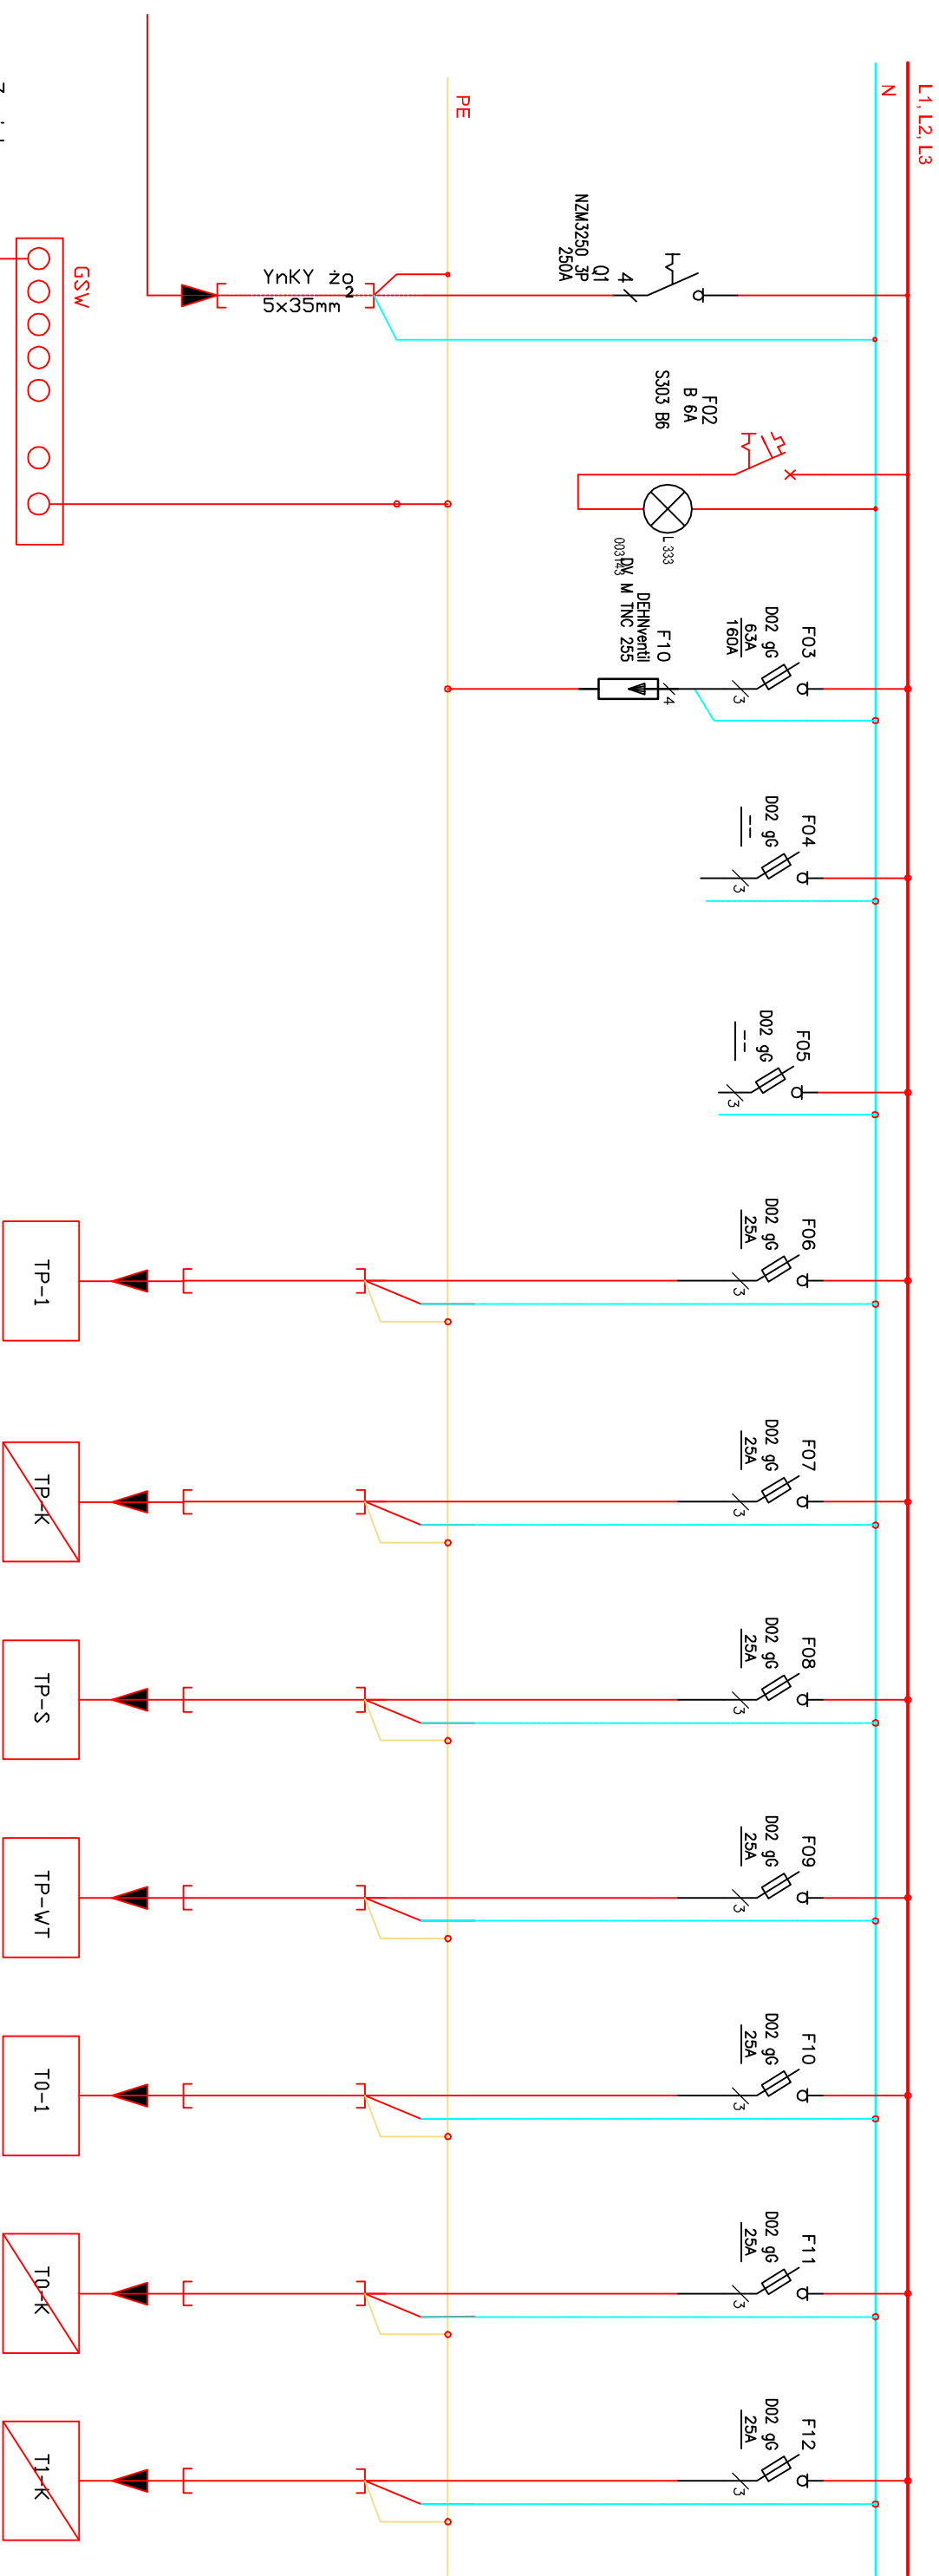 L1, L2, L3
N
PE
Q1
NZM3250 3P
250A
4
YnKY żo
5x35mm2
GSW
F02
B 6A
S303 B6
L 333
F03
D02 gG
63A
160A
3
F10
DEHNventil
DV M TNC 255
4
F04
D02 gG
--
3
F05
D02 gG
--
3
F06
D02 gG
25A
3
TP-1
F07
D02 gG
25A
3
TP-K
F08
D02 gG
25A
3
TP-S
F09
D02 gG
25A
3
TP-WT
F10
D02 gG
25A
3
T0-1
F11
D02 gG
25A
3
T0-K
F12
D02 gG
25A
3
T1-K